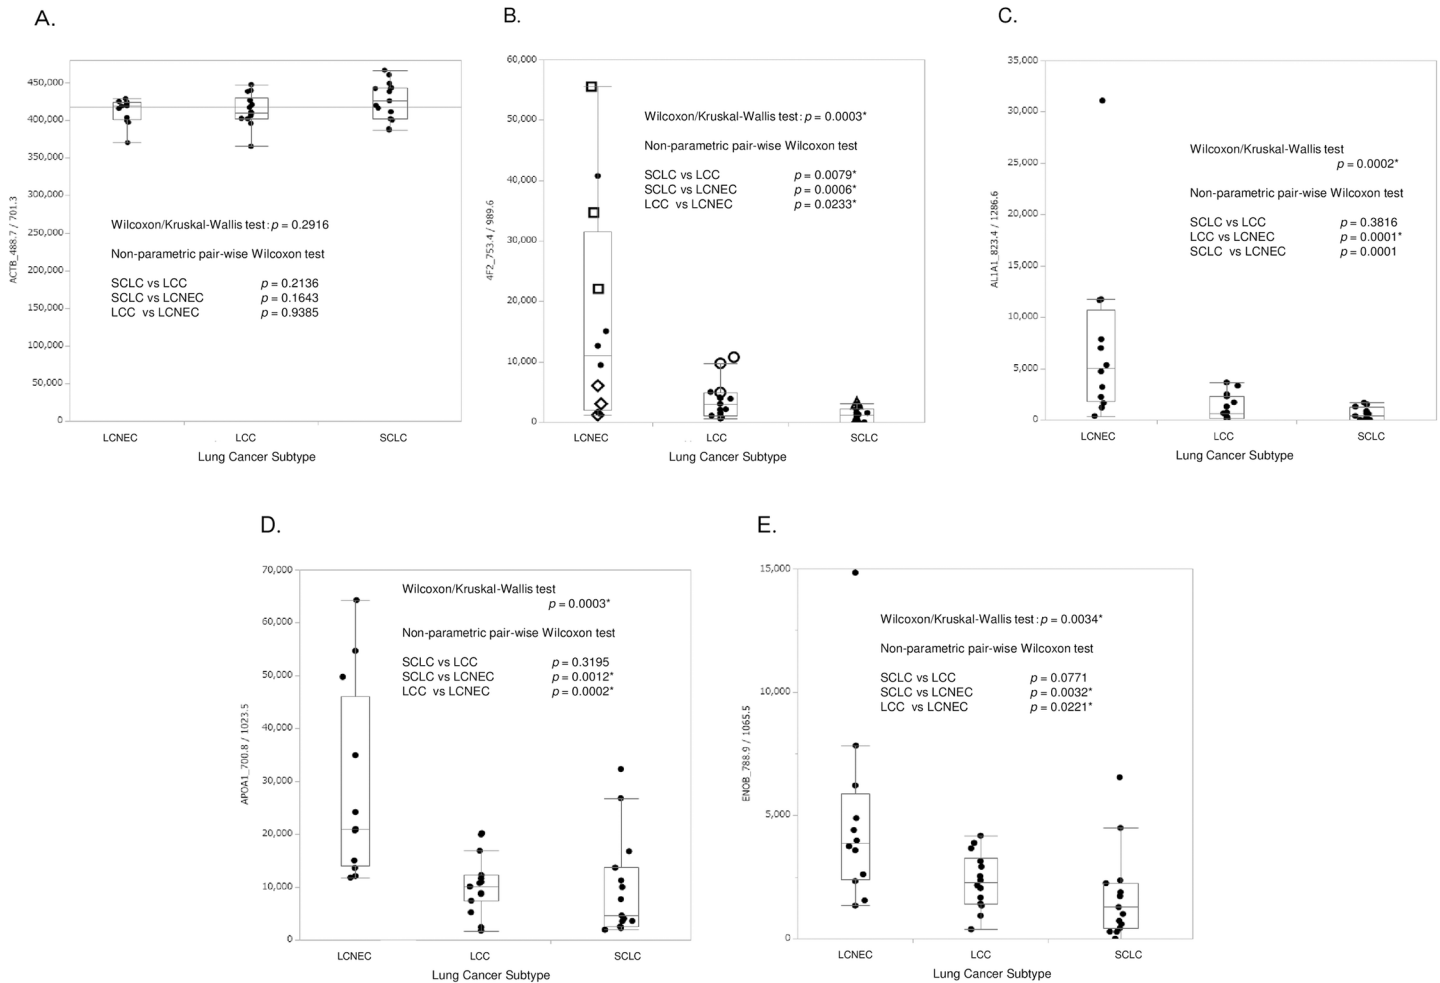 A.
ACTB_488.7 / 701.3
450,000
400,000
350,000
300,000
250,000
200,000
150,000
100,000
50,000
0
Wilcoxon/Kruskal-Wallis test: p = 0.2916
Non-parametric pair-wise Wilcoxon test
SCLC vs LCC p = 0.2136
SCLC vs LCNEC p = 0.1643
LCC vs LCNEC p = 0.9385
LCNEC LCC SCLC
Lung Cancer Subtype
B.
4F2_753.4 / 989.6
60,000
50,000
40,000
30,000
20,000
10,000
0
Wilcoxon/Kruskal-Wallis test: p = 0.0003*
Non-parametric pair-wise Wilcoxon test
SCLC vs LCC p = 0.0079*
SCLC vs LCNEC p = 0.0006*
LCC vs LCNEC p = 0.0233*
LCNEC LCC SCLC
Lung Cancer Subtype
C.
AL1A1_823.4 / 1286.6
35,000
30,000
25,000
20,000
15,000
10,000
5,000
0
Wilcoxon/Kruskal-Wallis test
p = 0.0002*
Non-parametric pair-wise Wilcoxon test
SCLC vs LCC p = 0.3816
LCC vs LCNEC p = 0.0001*
SCLC vs LCNEC p = 0.0001
LCNEC LCC SCLC
Lung Cancer Subtype
D.
APOA1_700.8 / 1023.5
70,000
60,000
50,000
40,000
30,000
20,000
10,000
0
Wilcoxon/Kruskal-Wallis test
p = 0.0003*
Non-parametric pair-wise Wilcoxon test
SCLC vs LCC p = 0.3195
SCLC vs LCNEC p = 0.0012*
LCC vs LCNEC p = 0.0002*
LCNEC LCC SCLC
Lung Cancer Subtype
E.
ENOB_788.9 / 1065.5
15,000
10,000
5,000
0
Wilcoxon/Kruskal-Wallis test: p = 0.0034*
Non-parametric pair-wise Wilcoxon test
SCLC vs LCC p = 0.0771
SCLC vs LCNEC p = 0.0032*
LCC vs LCNEC p = 0.0221*
LCNEC LCC SCLC
Lung Cancer Subtype